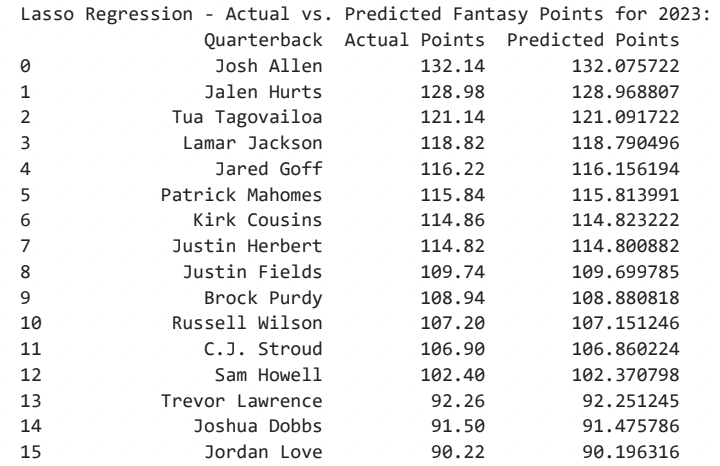 Lasso Regression - Actual vs. Predicted Fantasy Points for 2023:
Quarterback Actual Points Predicted Points
0 Josh Allen 132.14 132.075722
1 Jalen Hurts 128.98 128.968807
2 Tua Tagovailoa 121.14 121.091722
3 Lamar Jackson 118.82 118.790496
4 Jared Goff 116.22 116.156194
5 Patrick Mahomes 115.84 115.813991
6 Kirk Cousins 114.86 114.823222
7 Justin Herbert 114.82 114.800882
8 Justin Fields 109.74 109.699785
9 Brock Purdy 108.94 108.880818
10 Russell Wilson 107.20 107.151246
11 C.J. Stroud 106.90 106.860224
12 Sam Howell 102.40 102.370798
13 Trevor Lawrence 92.26 92.251245
14 Joshua Dobbs 91.50 91.475786
15 Jordan Love 90.22 90.196316